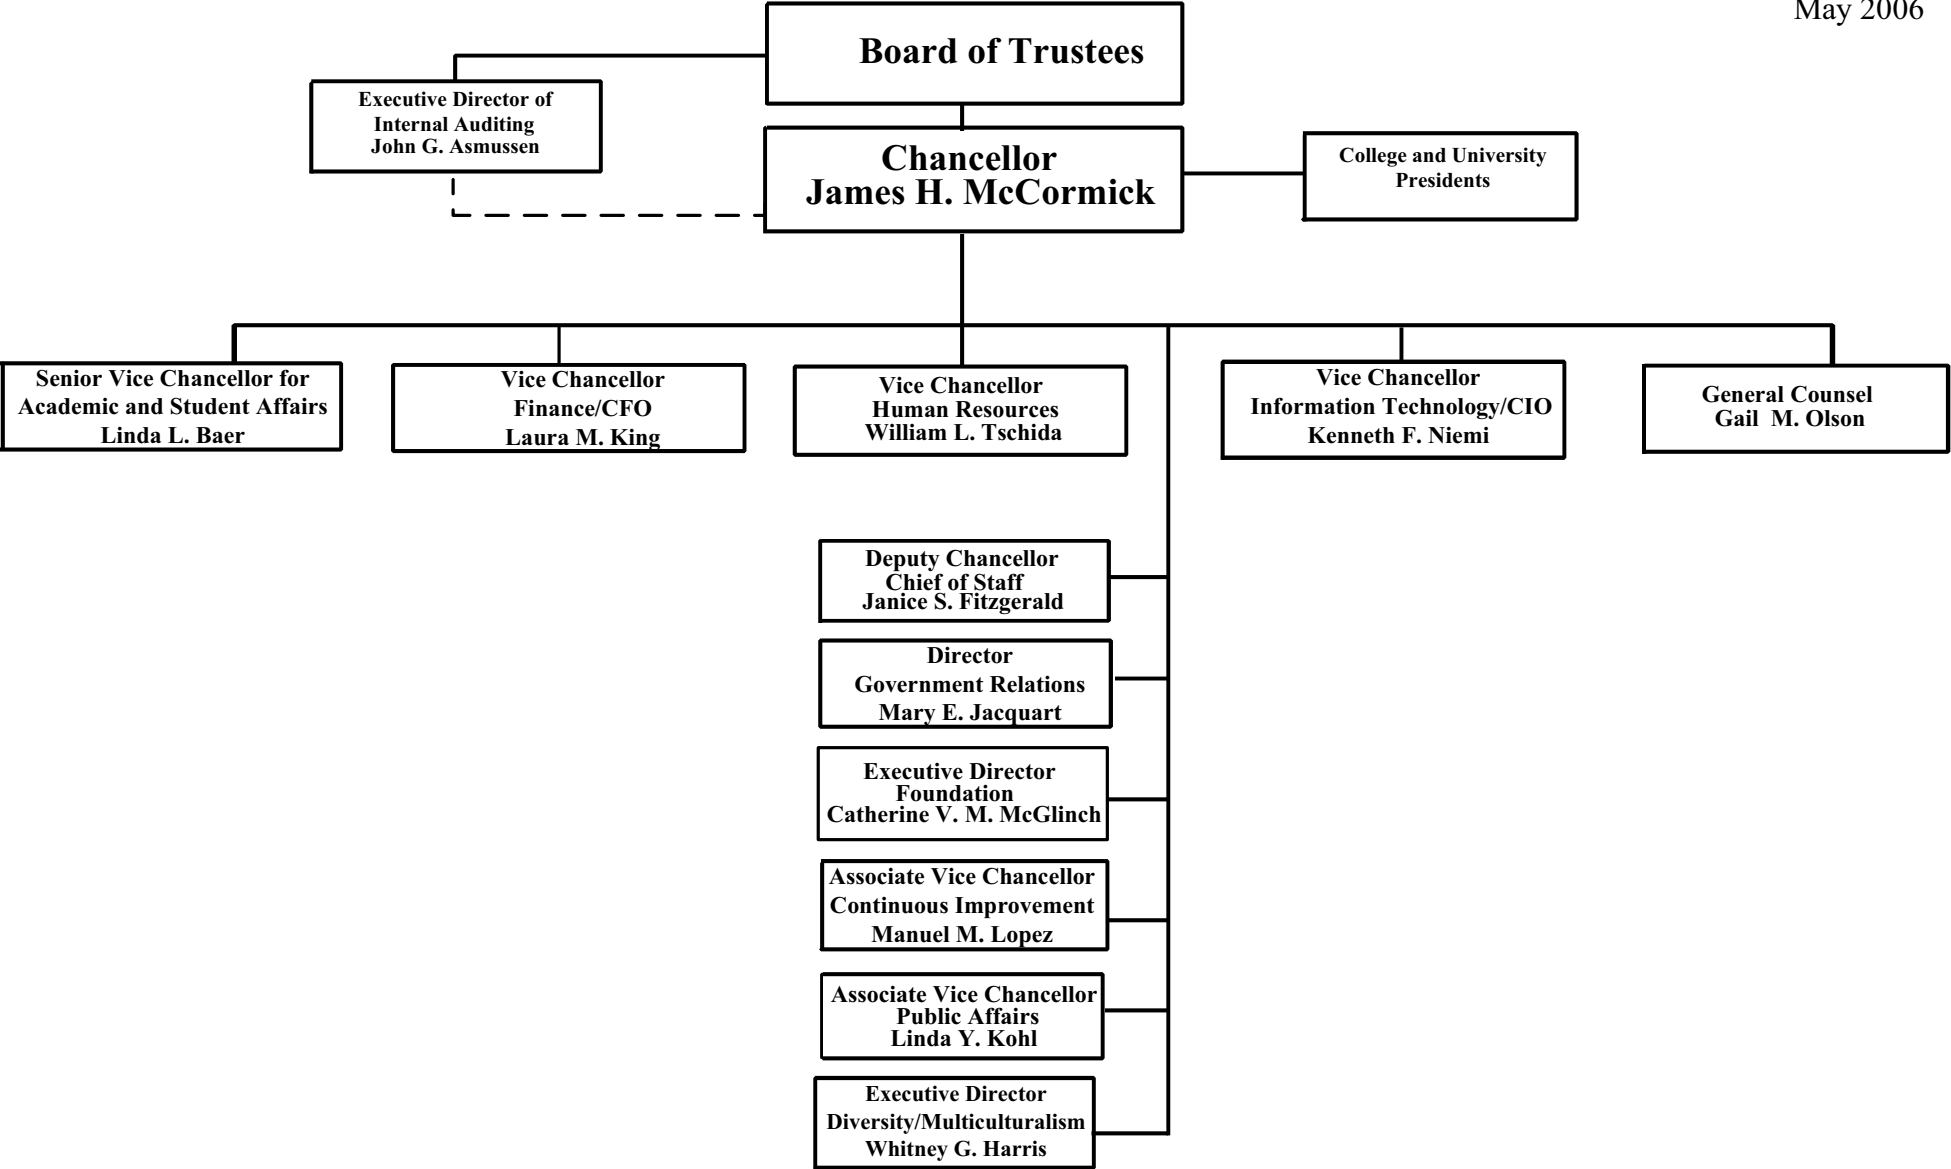 May 2006
Board of Trustees
Executive Director of
Internal Auditing
John G. Asmussen
Chancellor
James H. McCormick
College and University
Presidents
Senior Vice Chancellor for
Academic and Student Affairs
Linda L. Baer
Vice Chancellor
Finance/CFO
Laura M. King
Vice Chancellor
Human Resources
William L. Tschida
Vice Chancellor
Information Technology/CIO
Kenneth F. Niemi
General Counsel
Gail M. Olson
Deputy Chancellor
Chief of Staff
Janice S. Fitzgerald
Director
Government Relations
Mary E. Jacquart
Executive Director
Foundation
Catherine V. M. McGlinch
Associate Vice Chancellor
Continuous Improvement
Manuel M. Lopez
Associate Vice Chancellor
Public Affairs
Linda Y. Kohl
Executive Director
Diversity/Multiculturalism
Whitney G. Harris